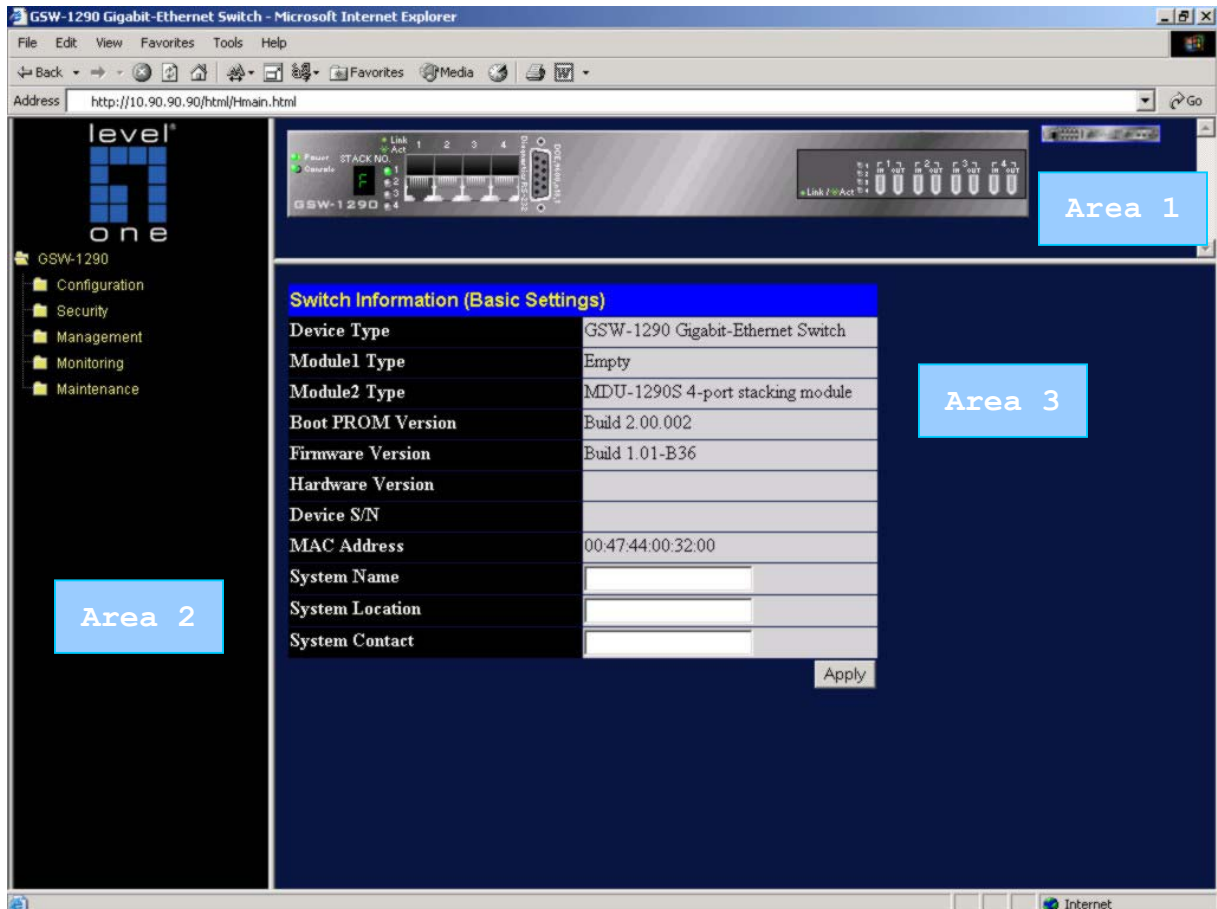 GSW-1290 Gigabit-Ethernet Switch - Microsoft Internet Explorer
File Edit View Favorites Tools Help
Back Favorites Media
Address http://10.90.90.90/html/Hmain.html Go
level
one
GSW-1290
Configuration
Security
Management
Monitoring
Maintenance
Link 1 2 3 4
Act
Power STACK NO.
Console 1
F 2
3
GSW-1290 4
Link / Act
1 2 3 4
IN OUT IN OUT IN OUT IN OUT
Area 1
Switch Information (Basic Settings)
Device Type GSW-1290 Gigabit-Ethernet Switch
Module1 Type Empty
Module2 Type MDU-1290S 4-port stacking module
Boot PROM Version Build 2.00.002
Firmware Version Build 1.01-B36
Hardware Version
Device S/N
MAC Address 00:47:44:00:32:00
System Name
System Location
System Contact
Apply
Area 3
Area 2
Internet